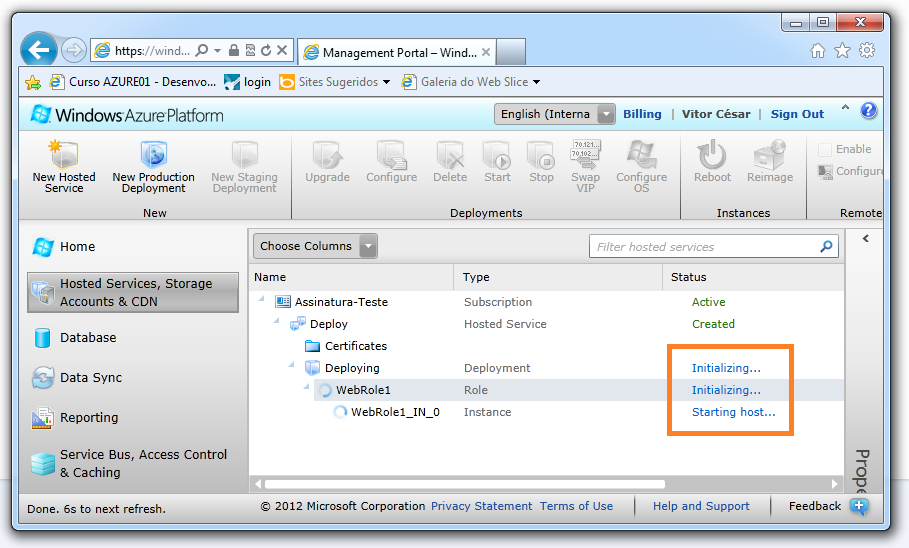 https://wind...
Management Portal – Wind...
Curso AZURE01 - Desenvo...
login
Sites Sugeridos
Galeria do Web Slice
Windows Azure Platform
English (Interna
Billing
Vitor César
Sign Out
New Hosted
Service
New Production
Deployment
New Staging
Deployment
Upgrade
Configure
Delete
Start
Stop
70.121...
70.102...
Swap
VIP
Configure
OS
Reboot
Reimage
Enable
Configure
New
Deployments
Instances
Remote
Home
Hosted Services, Storage
Accounts & CDN
Database
Data Sync
Reporting
Service Bus, Access Control
& Caching
Choose Columns
Filter hosted services
Name Type Status
Assinatura-Teste Subscription Active
Deploy Hosted Service Created
Certificates
Deploying Deployment Initializing...
WebRole1 Role Initializing...
WebRole1_IN_0 Instance Starting host...
Prope
Done. 6s to next refresh.
© 2012 Microsoft Corporation Privacy Statement Terms of Use
Help and Support
Feedback